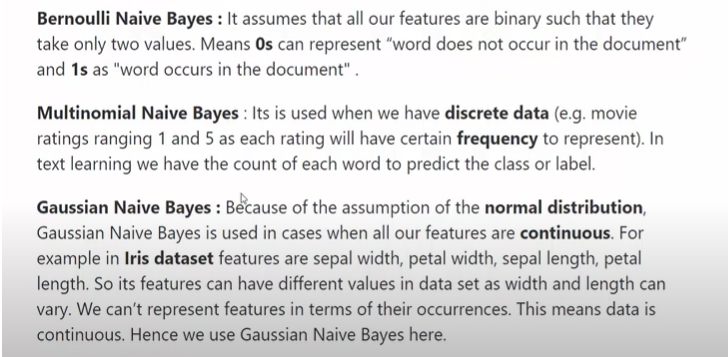 Bernoulli Naive Bayes : It assumes that all our features are binary such that they
take only two values. Means 0s can represent “word does not occur in the document”
and 1s as "word occurs in the document" .
Multinomial Naive Bayes : Its is used when we have discrete data (e.g. movie
ratings ranging 1 and 5 as each rating will have certain frequency to represent). In
text learning we have the count of each word to predict the class or label.
Gaussian Naive Bayes : Because of the assumption of the normal distribution,
Gaussian Naive Bayes is used in cases when all our features are continuous. For
example in Iris dataset features are sepal width, petal width, sepal length, petal
length. So its features can have different values in data set as width and length can
vary. We can’t represent features in terms of their occurrences. This means data is
continuous. Hence we use Gaussian Naive Bayes here.